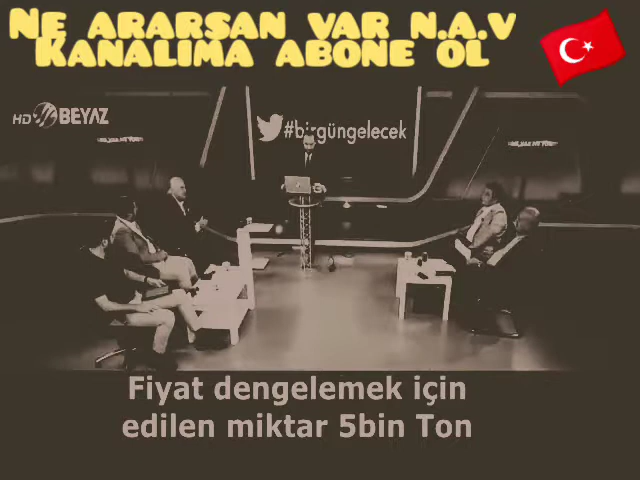 Ne ararsan var n.a.v
Kanalıma abone ol
HD BEYAZ
#birgüngelecek
Fiyat dengelemek için
edilen miktar 5bin Ton